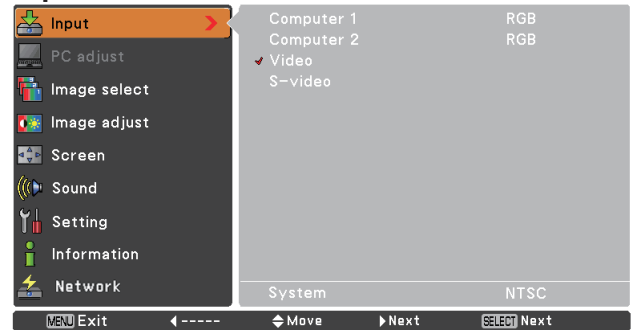 Input
PC adjust
Image select
Image adjust
Screen
Sound
Setting
Information
Network
Computer 1 RGB
Computer 2 RGB
Video
S-video
System NTSC
MENU Exit ----- Move Next SELECT Next